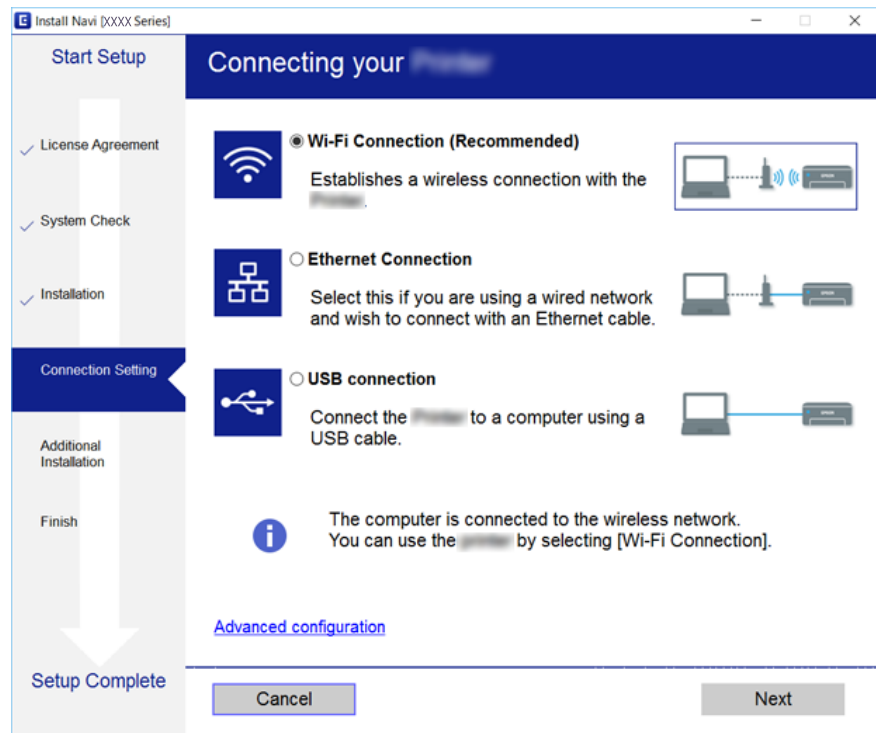 Install Navi [XXXX Series]
Start Setup
License Agreement
System Check
Installation
Connection Setting
Additional
Installation
Finish
Setup Complete
Connecting your
Wi-Fi Connection (Recommended)
Establishes a wireless connection with the
.
Ethernet Connection
Select this if you are using a wired network
and wish to connect with an Ethernet cable.
USB connection
Connect the to a computer using a
USB cable.
The computer is connected to the wireless network.
You can use the by selecting [Wi-Fi Connection].
Advanced configuration
Cancel
Next